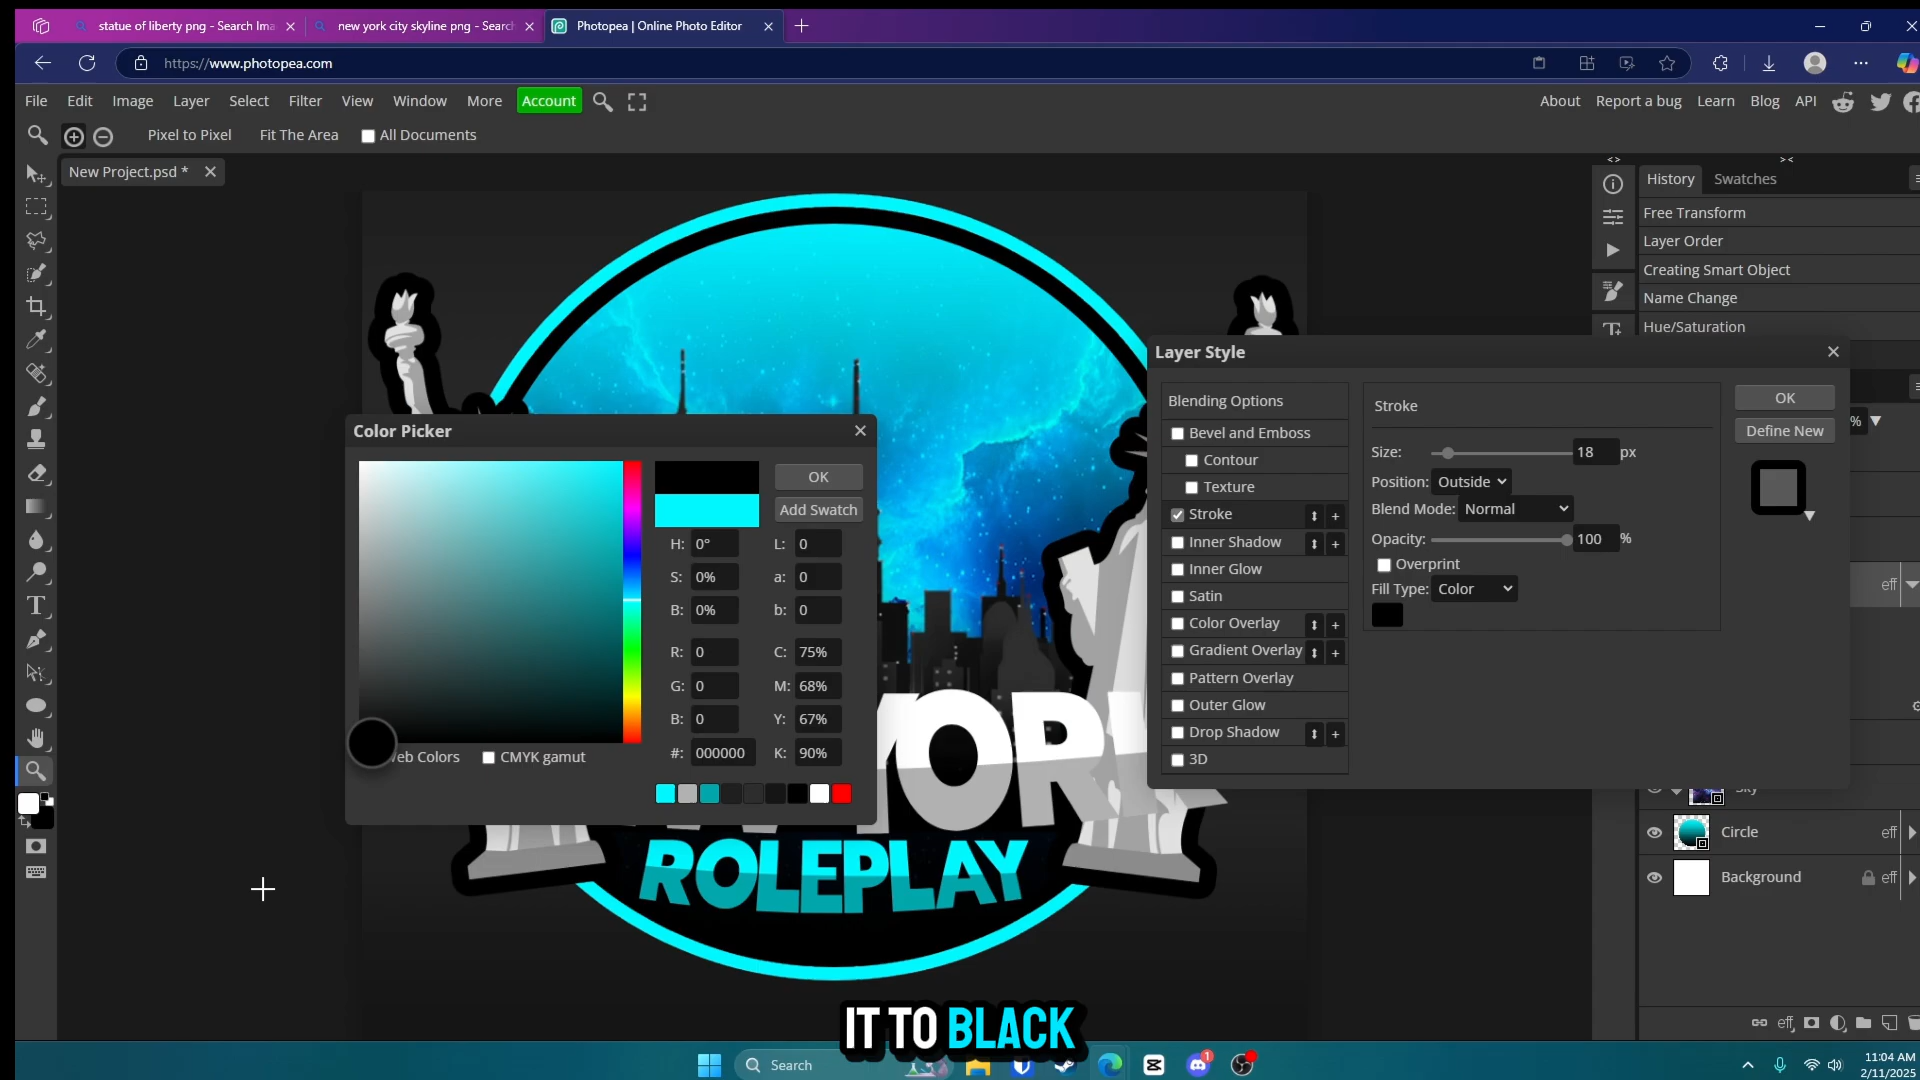 statue of liberty png - Search Ima
new york city skyline png - Search
Photopea | Online Photo Editor
https://www.photopea.com
File Edit Image Layer Select Filter View Window More Account
About Report a bug Learn Blog API
Pixel to Pixel Fit The Area All Documents
New Project.psd *
History Swatches
Free Transform
Layer Order
Creating Smart Object
Name Change
Hue/Saturation
Layer Style
Blending Options
Bevel and Emboss
Contour
Texture
Stroke
Inner Shadow
Inner Glow
Satin
Color Overlay
Gradient Overlay
Pattern Overlay
Outer Glow
Drop Shadow
3D
Stroke
Size: 18 px
Position: Outside
Blend Mode: Normal
Opacity: 100 %
Overprint
Fill Type: Color
OK
Define New
%
eff
Color Picker
OK
Add Swatch
H: 0° L: 0
S: 0% a: 0
B: 0% b: 0
R: 0 C: 75%
G: 0 M: 68%
B: 0 Y: 67%
#: 000000 K: 90%
eb Colors CMYK gamut
YORK
ROLEPLAY
Sky
Circle eff
Background eff
eff
IT TO BLACK
Search
1
11:04 AM
2/11/2025